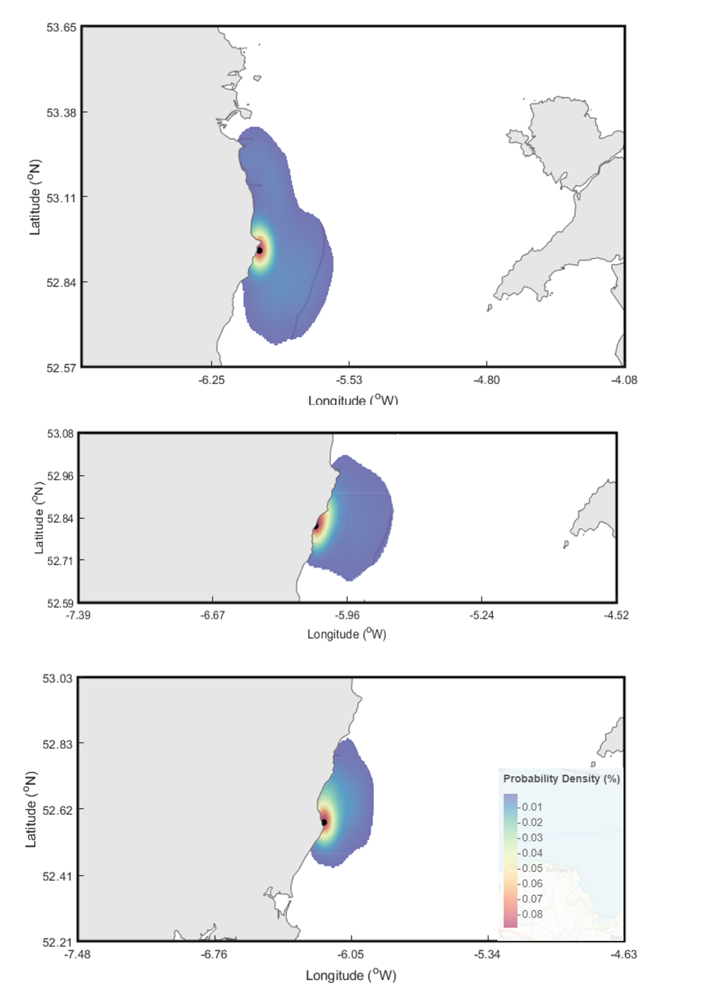 53.65
53.38
53.11
52.84
52.57
Latitude (°N)
haire
tones
-6.25 -5.53 -4.80 -4.08
Longitude (°W)
53.08
52.96
52.84
52.71
52.59
Latitude (°N)
-7.39 -6.67 -5.96 -5.24 -4.52
Longitude (°W)
53.03
52.83
52.62
52.41
52.21
Latitude (°N)
ow
Probability Density (%)
0.01
0.02
0.03
0.04
0.05
0.06
0.07
0.08
Amlwch
Bea
-7.48 -6.76 -6.05 -5.34 -4.63
Longitude (°W)